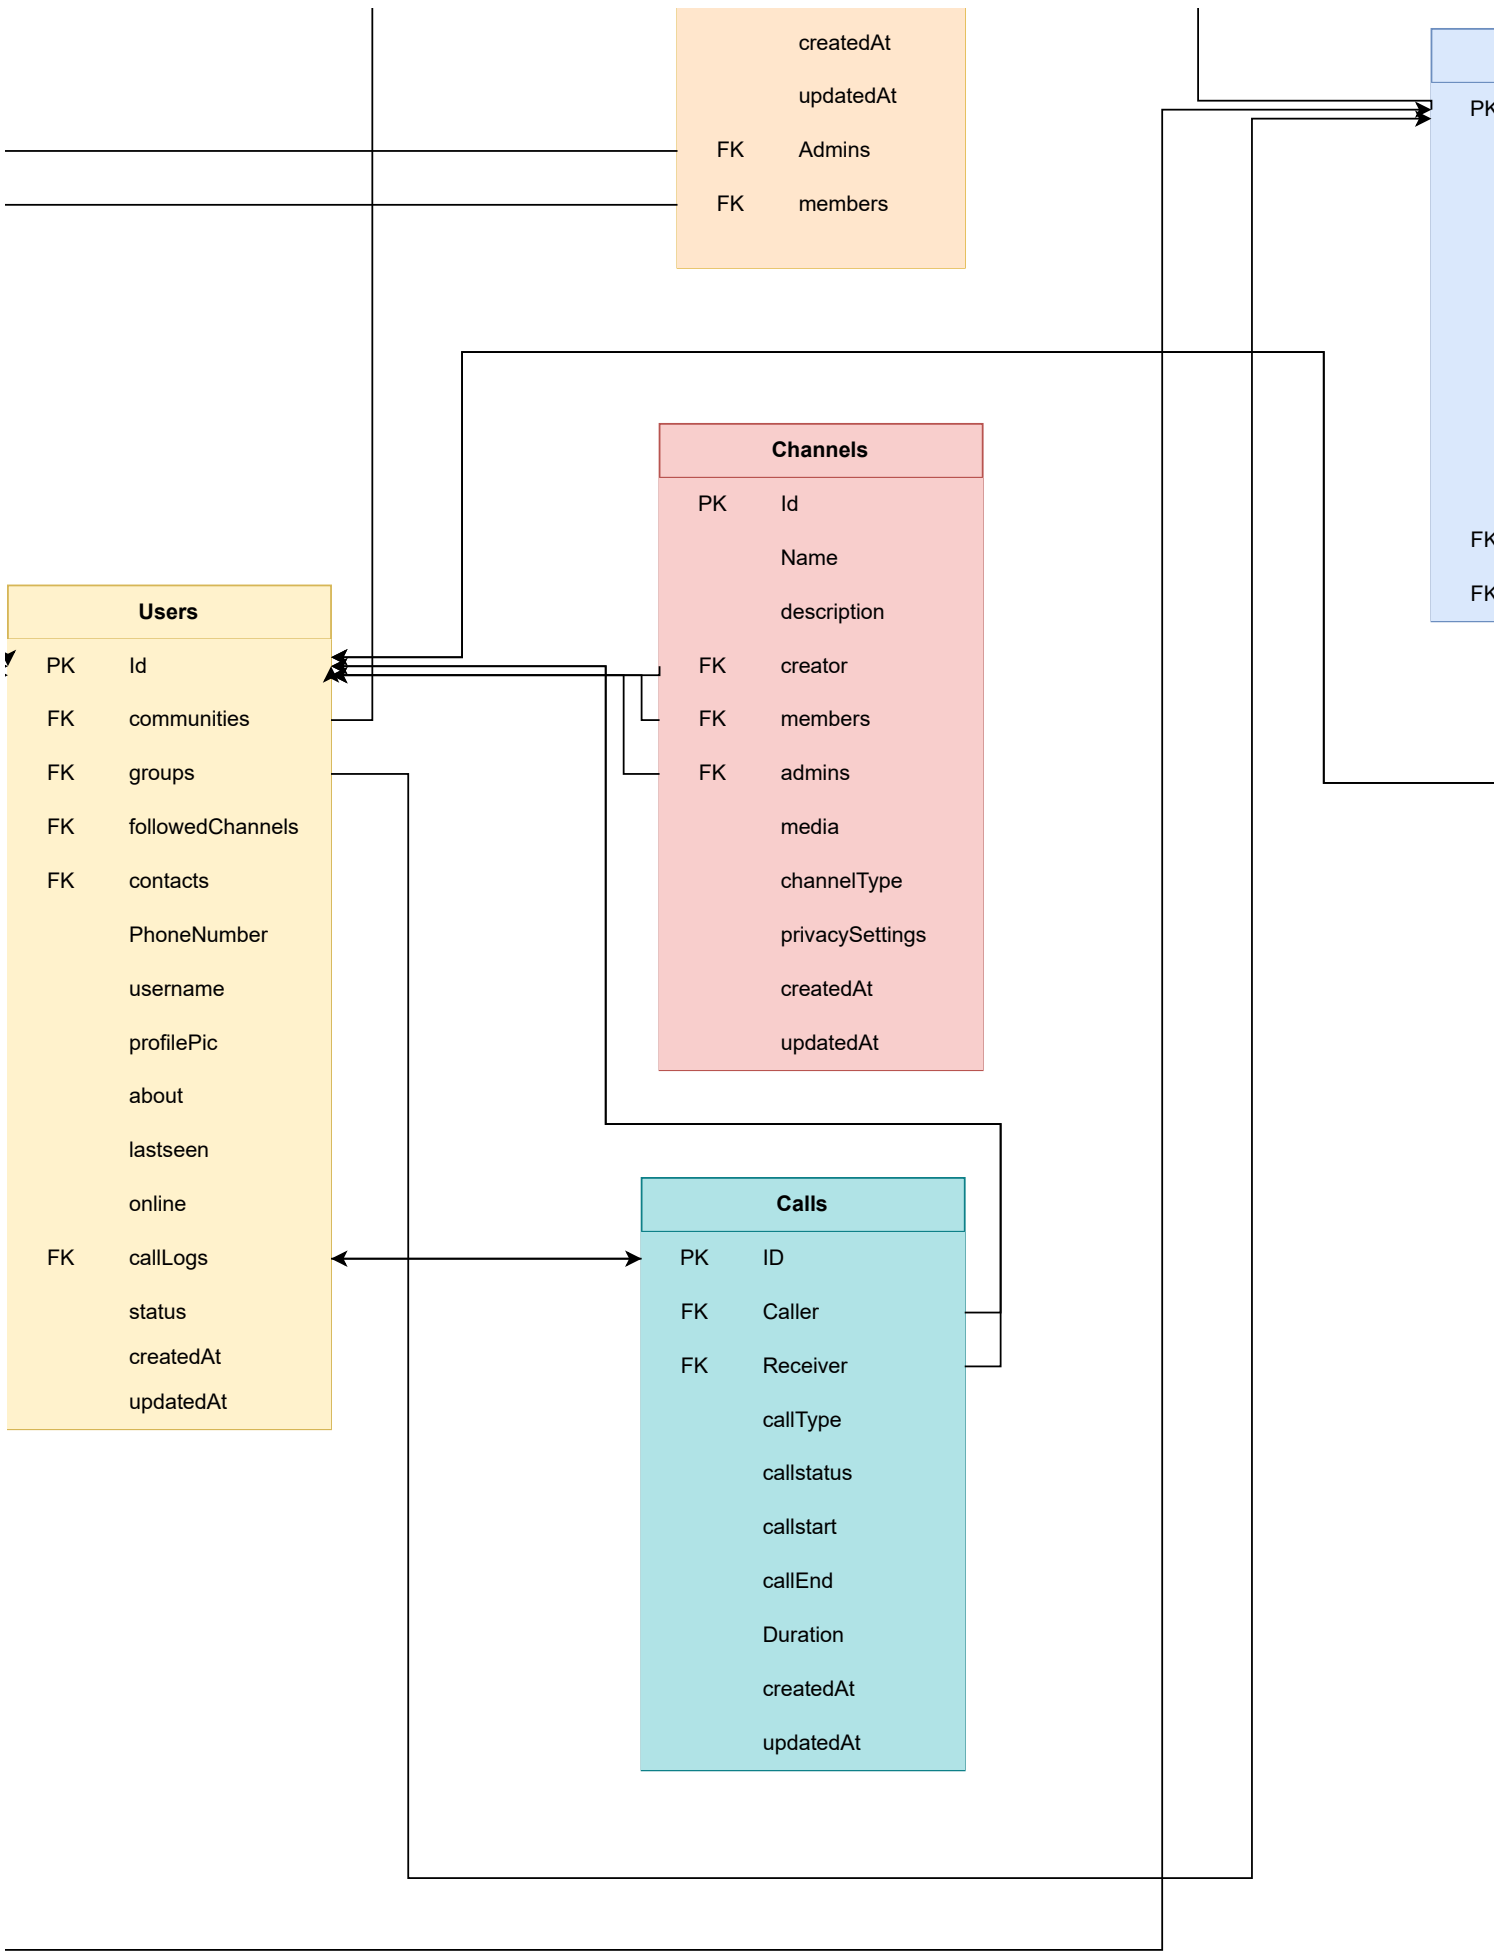 createdAt
updatedAt
FK Admins
FK members
PK
FK
FK
Channels
PK Id
Name
description
FK creator
FK members
FK admins
media
channelType
privacySettings
createdAt
updatedAt
Users
PK Id
FK communities
FK groups
FK followedChannels
FK contacts
PhoneNumber
username
profilePic
about
lastseen
online
FK callLogs
status
createdAt
updatedAt
Calls
PK ID
FK Caller
FK Receiver
callType
callstatus
callstart
callEnd
Duration
createdAt
updatedAt